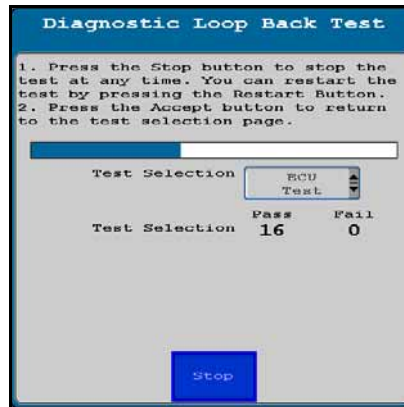 Diagnostic Loop Back Test
1. Press the Stop button to stop the
test at any time. You can restart the
test by pressing the Restart Button.
2. Press the Accept button to return
to the test selection page.
Test Selection ECU
Test
Pass Fail
Test Selection 16 0
Stop